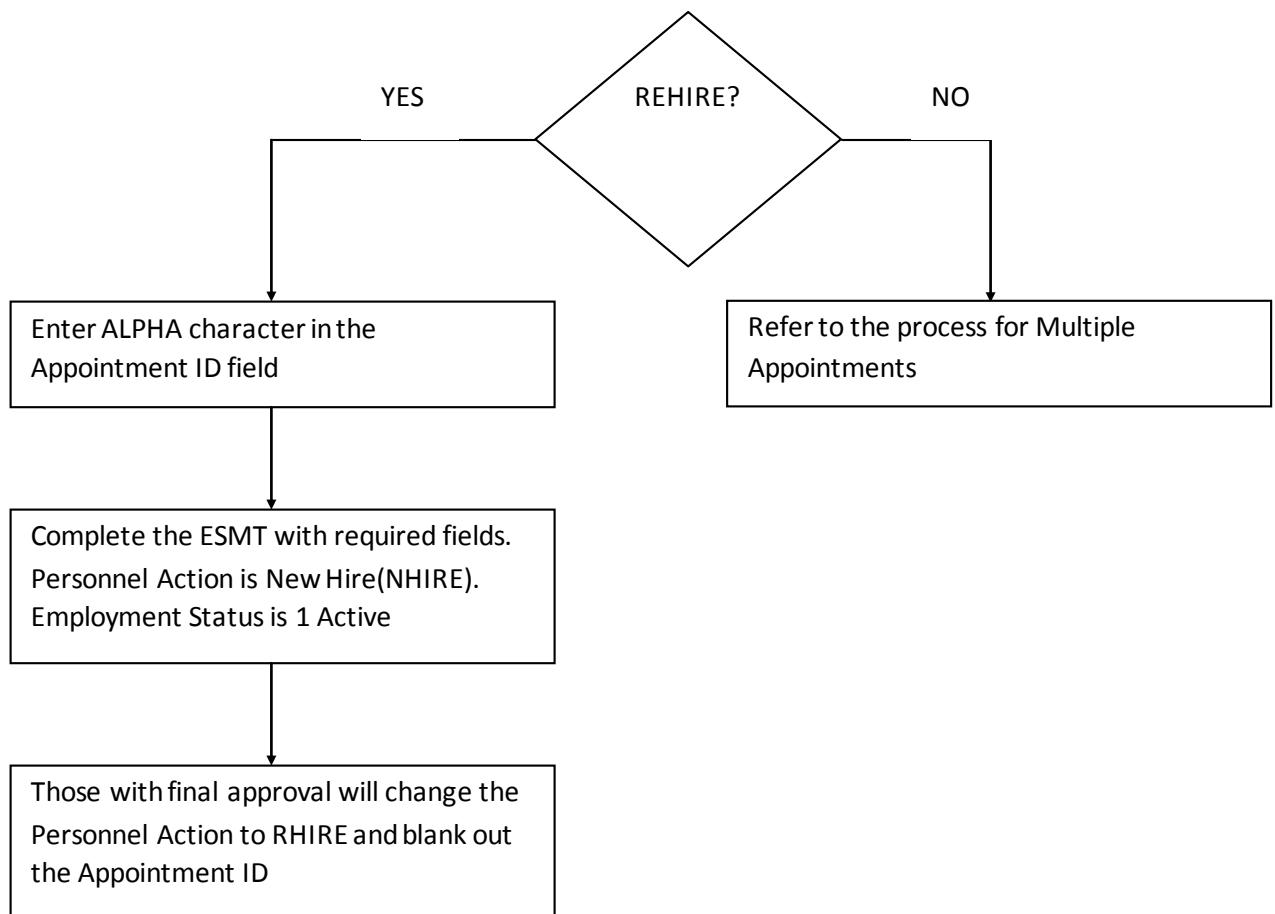 YES
REHIRE?
NO
Enter ALPHA character in the
Appointment ID field
Refer to the process for Multiple
Appointments
Complete the ESMT with required fields.
Personnel Action is New Hire(NHIRE).
Employment Status is 1 Active
Those with final approval will change the
Personnel Action to RHIRE and blank out
the Appointment ID